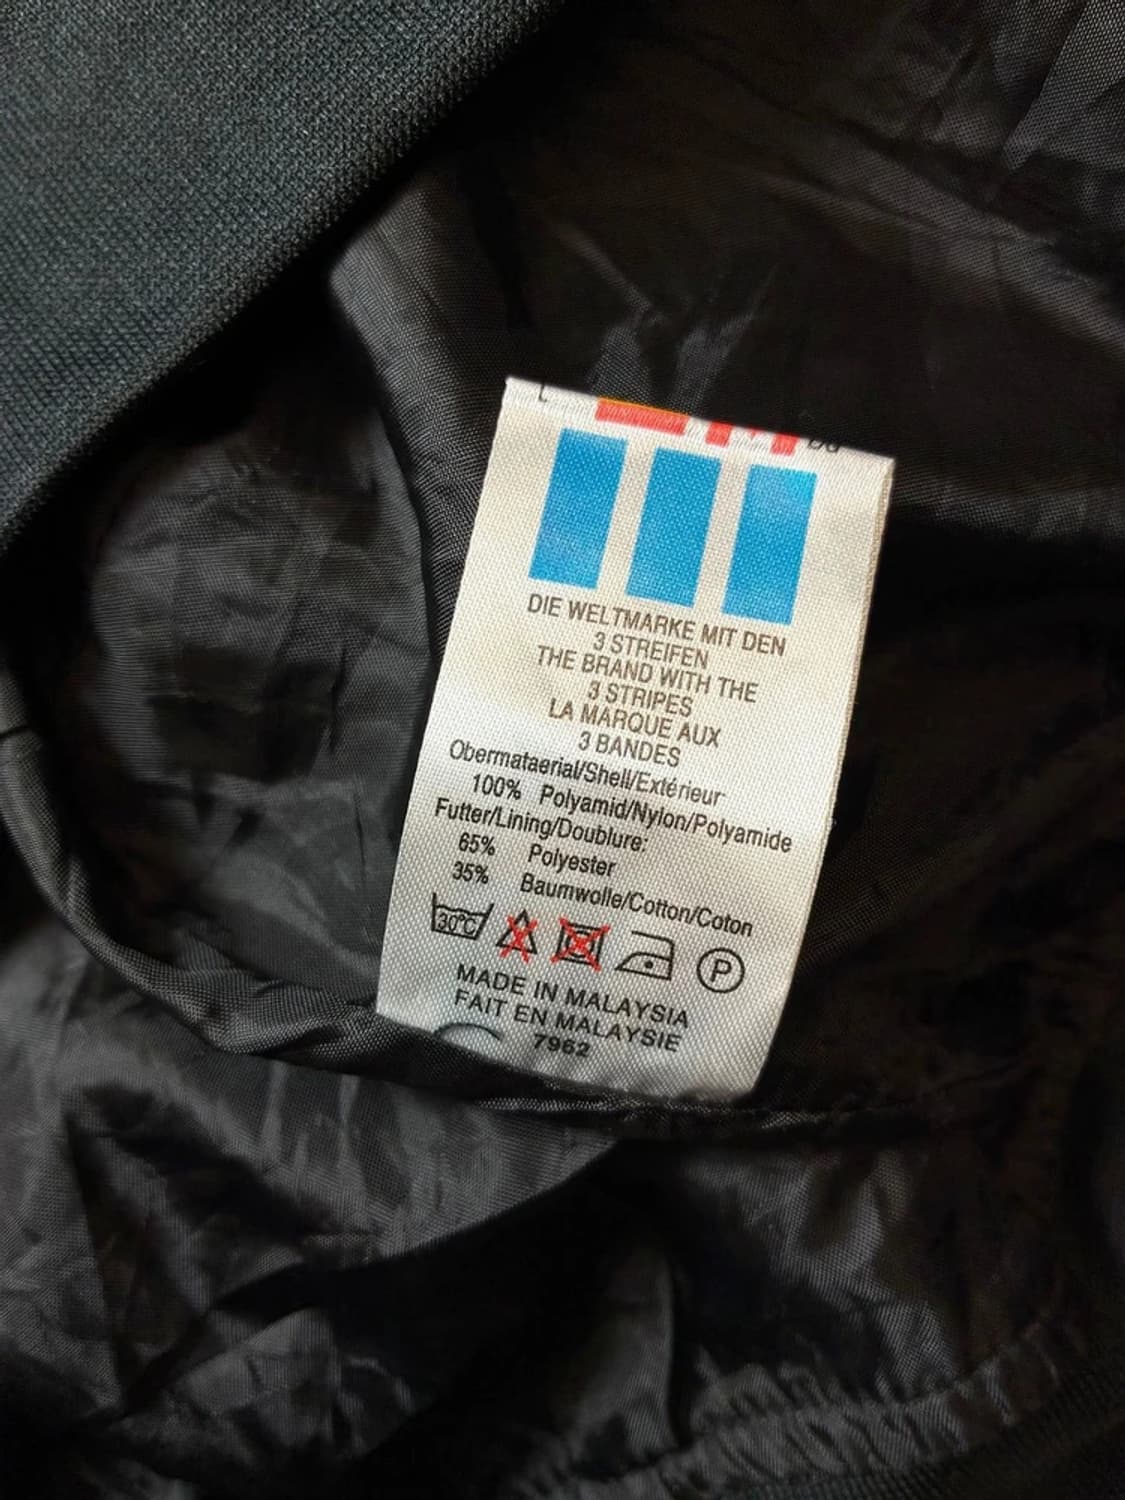 DIE WELTMARKE MIT DEN
3 STREIFEN
THE BRAND WITH THE
3 STRIPES
LA MARQUE AUX
3 BANDES
Obermataerial/Shell/Extérieur
100% Polyamid/Nylon/Polyamide
Futter/Lining/Doublure:
65% Polyester
35% Baumwolle/Cotton/Coton
30°C P
MADE IN MALAYSIA
FAIT EN MALAYSIE
7962